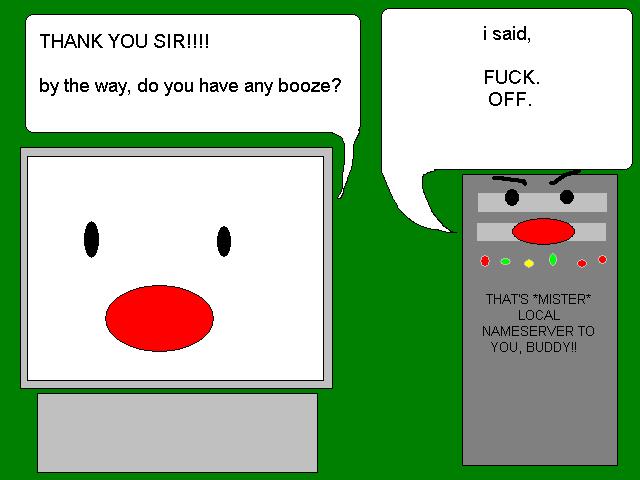 THANK YOU SIR!!!!
by the way, do you have any booze?
i said,
FUCK.
OFF.
THAT'S *MISTER*
LOCAL
NAMESERVER TO
YOU, BUDDY!!